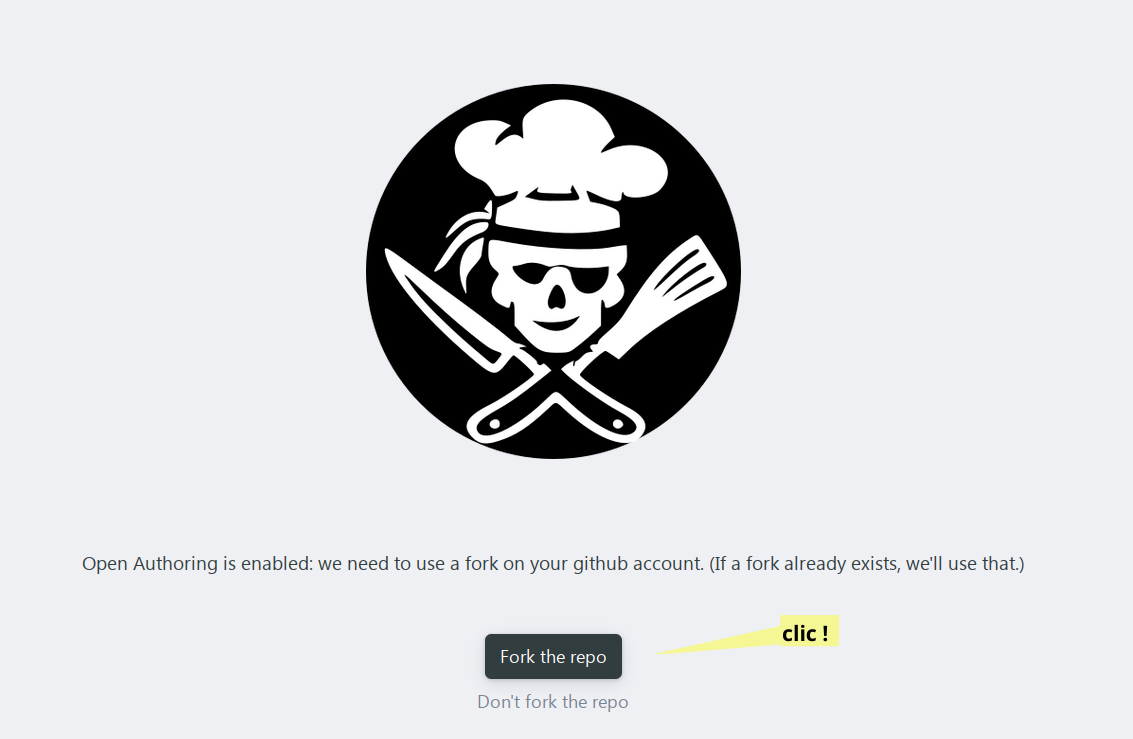 Open Authoring is enabled: we need to use a fork on your github account. (If a fork already exists, we'll use that.)
clic !
Fork the repo
Don't fork the repo